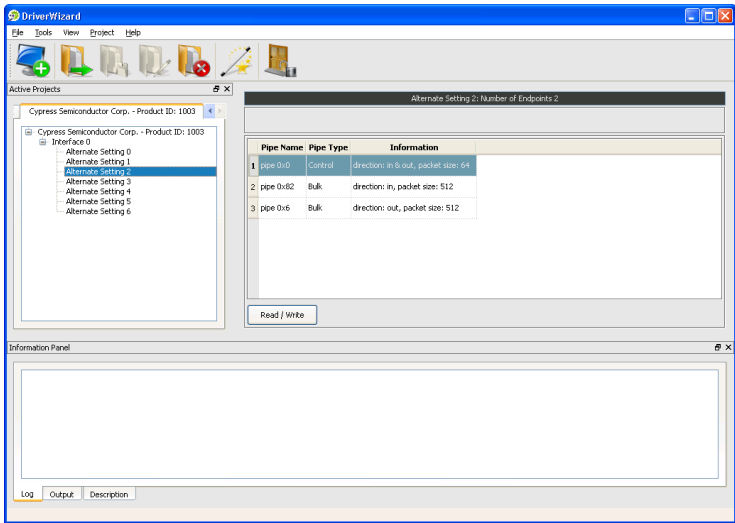 DriverWizard
File Tools View Project Help
Active Projects
Cypress Semiconductor Corp. - Product ID: 1003
Cypress Semiconductor Corp. - Product ID: 1003
Interface 0
Alternate Setting 0
Alternate Setting 1
Alternate Setting 2
Alternate Setting 3
Alternate Setting 4
Alternate Setting 5
Alternate Setting 6
Alternate Setting 2: Number of Endpoints 2
Pipe Name Pipe Type Information
1 pipe 0x0 Control direction: in & out, packet size: 64
2 pipe 0x82 Bulk direction: in, packet size: 512
3 pipe 0x6 Bulk direction: out, packet size: 512
Read / Write
Information Panel
Log Output Description